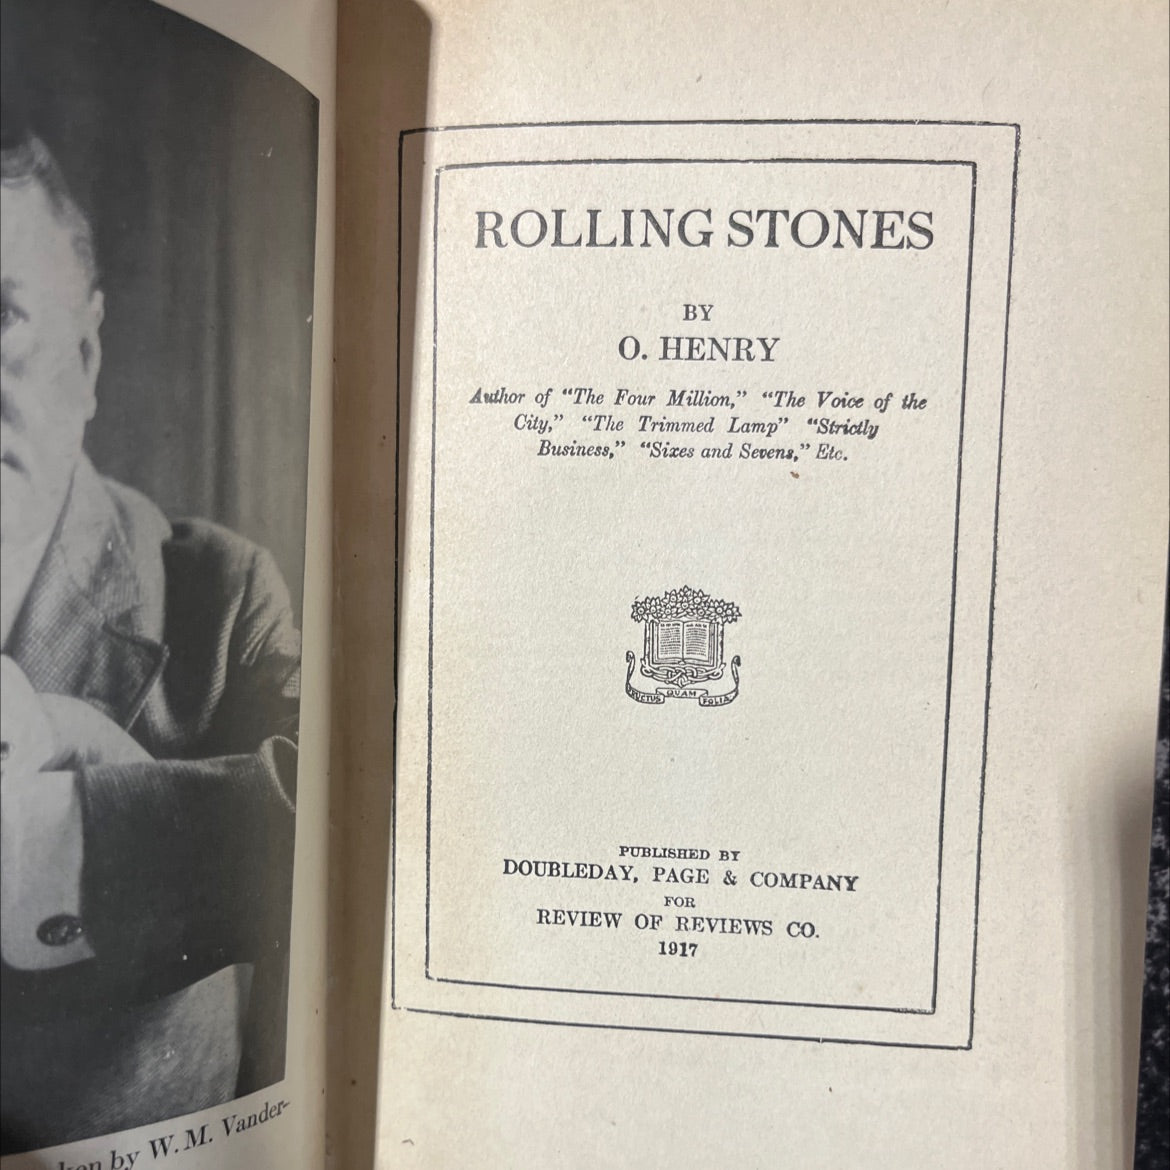 ROLLING STONES
BY
O. HENRY
Author of “The Four Million,” “The Voice of the
City,” “The Trimmed Lamp” “Strictly
Business,” “Sixes and Sevens,” Etc.
QUAM
FOLIA
PUBLISHED BY
DOUBLEDAY, PAGE & COMPANY
FOR
REVIEW OF REVIEWS CO.
1917
by W. M. Vander-